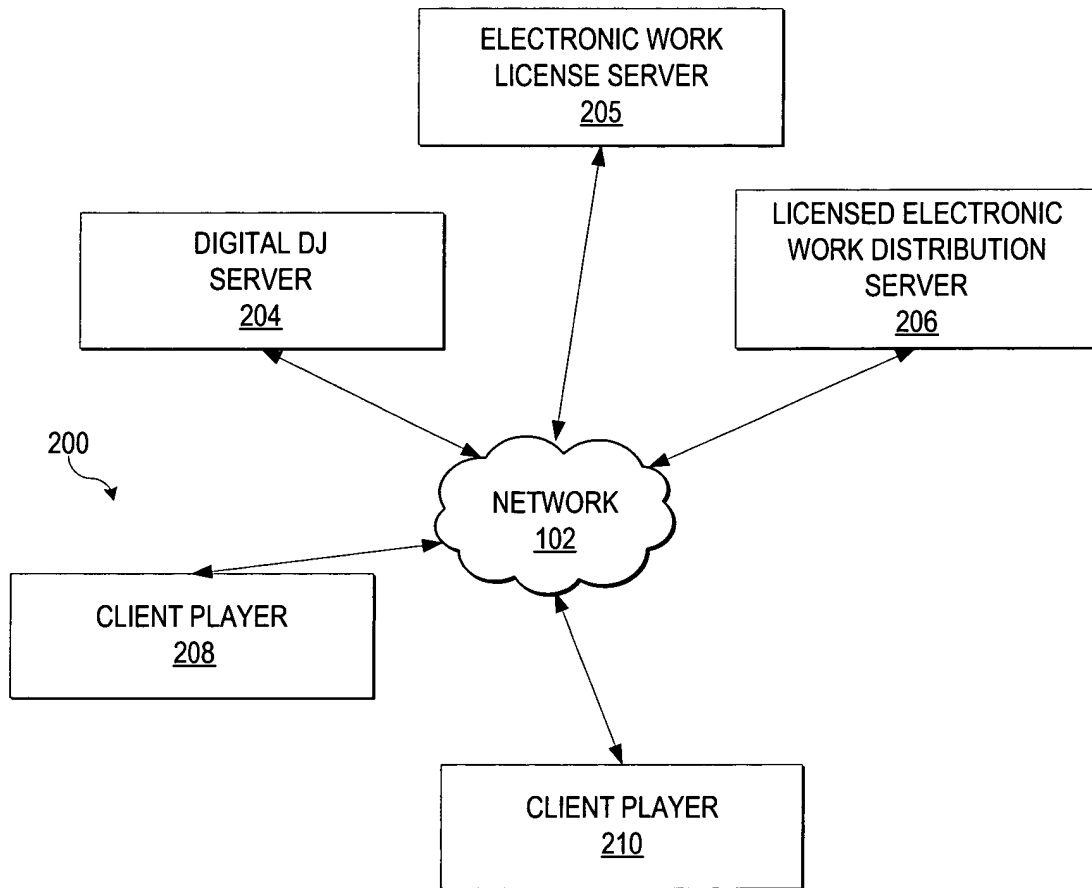 ELECTRONIC WORK
LICENSE SERVER
205
DIGITAL DJ
SERVER
204
LICENSED ELECTRONIC
WORK DISTRIBUTION
SERVER
206
200
NETWORK
102
CLIENT PLAYER
208
CLIENT PLAYER
210